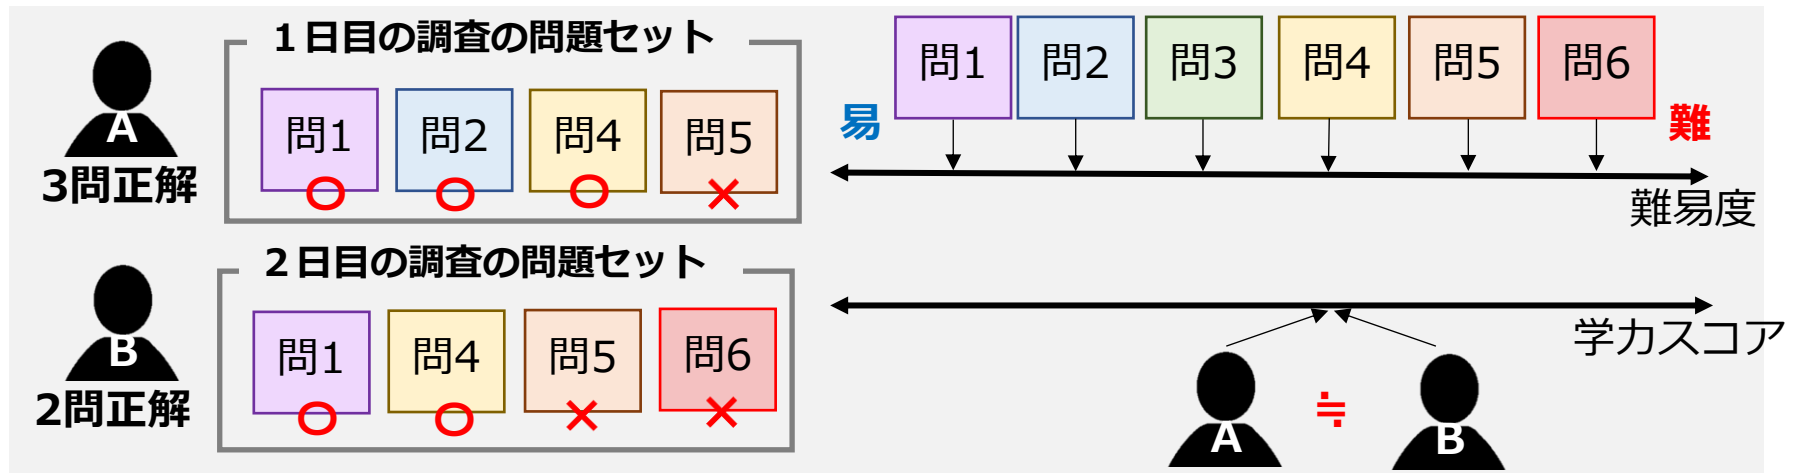 １日目の調査の問題セット
A
3問正解
問1 問2 問4 問5
○ ○ ○ ×
２日目の調査の問題セット
B
2問正解
問1 問4 問5 問6
○ ○ × ×
問1 問2 問3 問4 問5 問6
易 難
難易度
学力スコア
A ≒ B